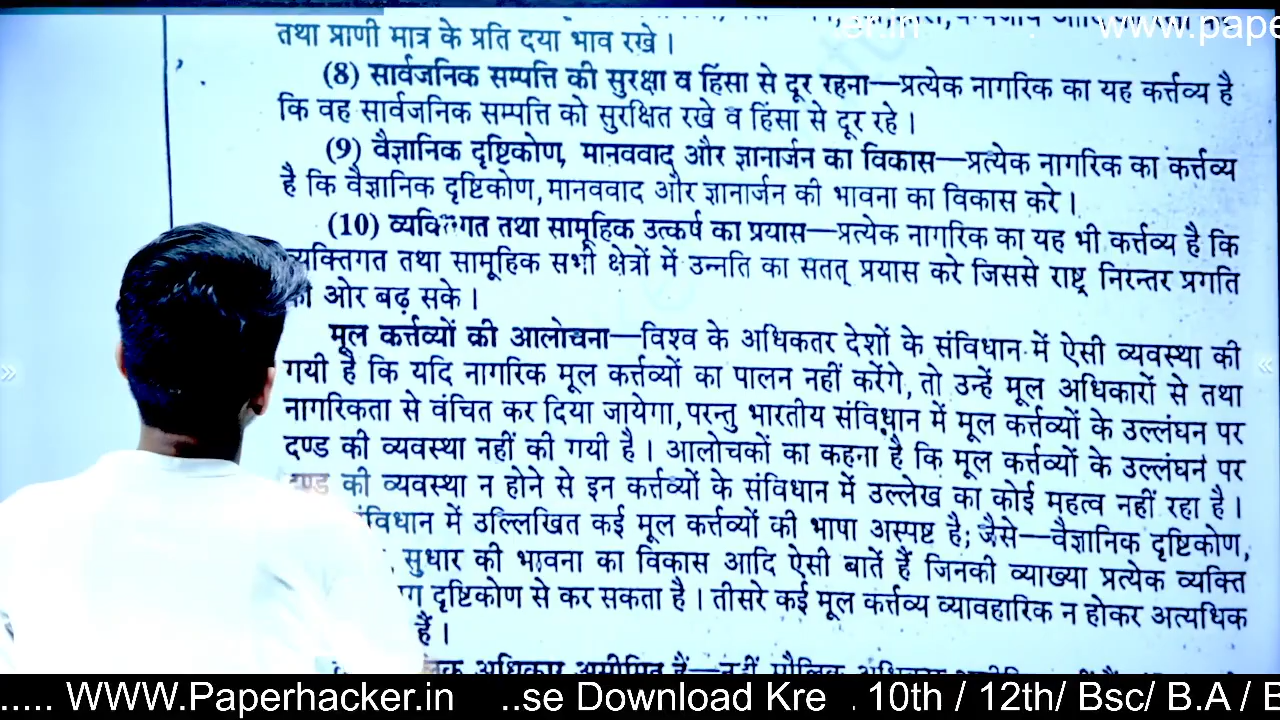 er.in www.pape
तथा प्राणी मात्र के प्रति दया भाव रखे ।
(8) सार्वजनिक सम्पत्ति की सुरक्षा व हिंसा से दूर रहना—प्रत्येक नागरिक का यह कर्त्तव्य है
कि वह सार्वजनिक सम्पत्ति को सुरक्षित रखे व हिंसा से दूर रहे ।
(9) वैज्ञानिक दृष्टिकोण, मानववाद और ज्ञानार्जन का विकास—प्रत्येक नागरिक का कर्त्तव्य
है कि वैज्ञानिक दृष्टिकोण, मानववाद और ज्ञानार्जन की भावना का विकास करे ।
(10) व्यक्तिगत तथा सामूहिक उत्कर्ष का प्रयास—प्रत्येक नागरिक का यह भी कर्त्तव्य है कि
व्यक्तिगत तथा सामूहिक सभी क्षेत्रों में उन्नति का सतत् प्रयास करे जिससे राष्ट्र निरन्तर प्रगति
की ओर बढ़ सके ।
मूल कर्त्तव्यों की आलोचना—विश्व के अधिकतर देशों के संविधान में ऐसी व्यवस्था की
गयी है कि यदि नागरिक मूल कर्त्तव्यों का पालन नहीं करेंगे, तो उन्हें मूल अधिकारों से तथा
नागरिकता से वंचित कर दिया जायेगा, परन्तु भारतीय संविधान में मूल कर्त्तव्यों के उल्लंघन पर
दण्ड की व्यवस्था नहीं की गयी है । आलोचकों का कहना है कि मूल कर्त्तव्यों के उल्लंघन पर
दण्ड की व्यवस्था न होने से इन कर्त्तव्यों के संविधान में उल्लेख का कोई महत्व नहीं रहा है ।
संविधान में उल्लिखित कई मूल कर्त्तव्यों की भाषा अस्पष्ट है; जैसे—वैज्ञानिक दृष्टिकोण,
, सुधार की भावना का विकास आदि ऐसी बातें हैं जिनकी व्याख्या प्रत्येक व्यक्ति
दृष्टिकोण से कर सकता है । तीसरे कई मूल कर्त्तव्य व्यावहारिक न होकर अत्यधिक
हैं ।
..... WWW.Paperhacker.in ..se Download Kre . 10th / 12th/ Bsc/ B.A / B